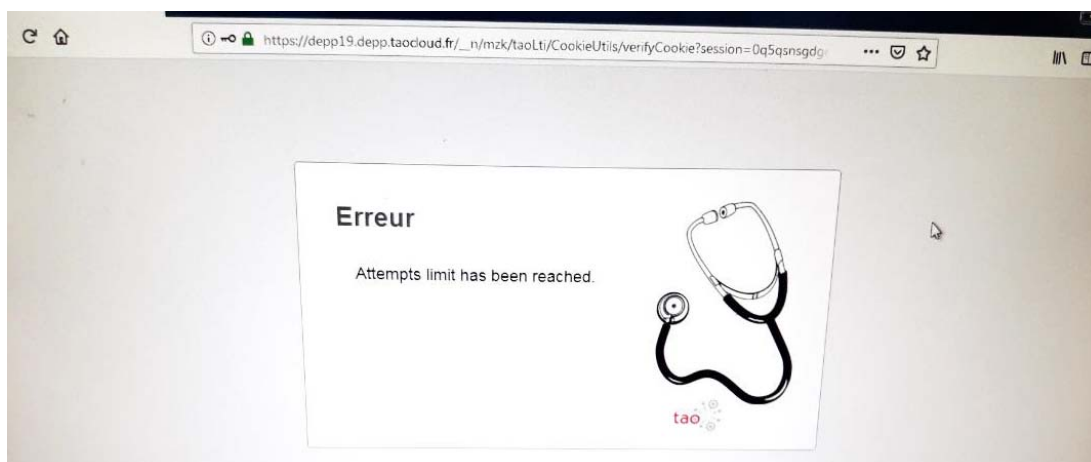 https://depp19.depp.taocloud.fr/__n/mzk/taoLti/CookieUtils/verifyCookie?session=0q5qsnsgdg
Erreur
Attempts limit has been reached.
tao